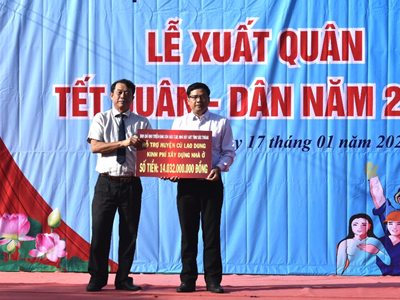 LỄ XUẤT QUÂN
TẾT QUÂN - DÂN NĂM 2
17 tháng 01 năm 202
HỖ TRỢ HUYỆN CÙ LAO DUNG
KINH PHÍ XÂY DỰNG NHÀ Ở
SỐ TIỀN: 14.032.000.000 ĐỒNG